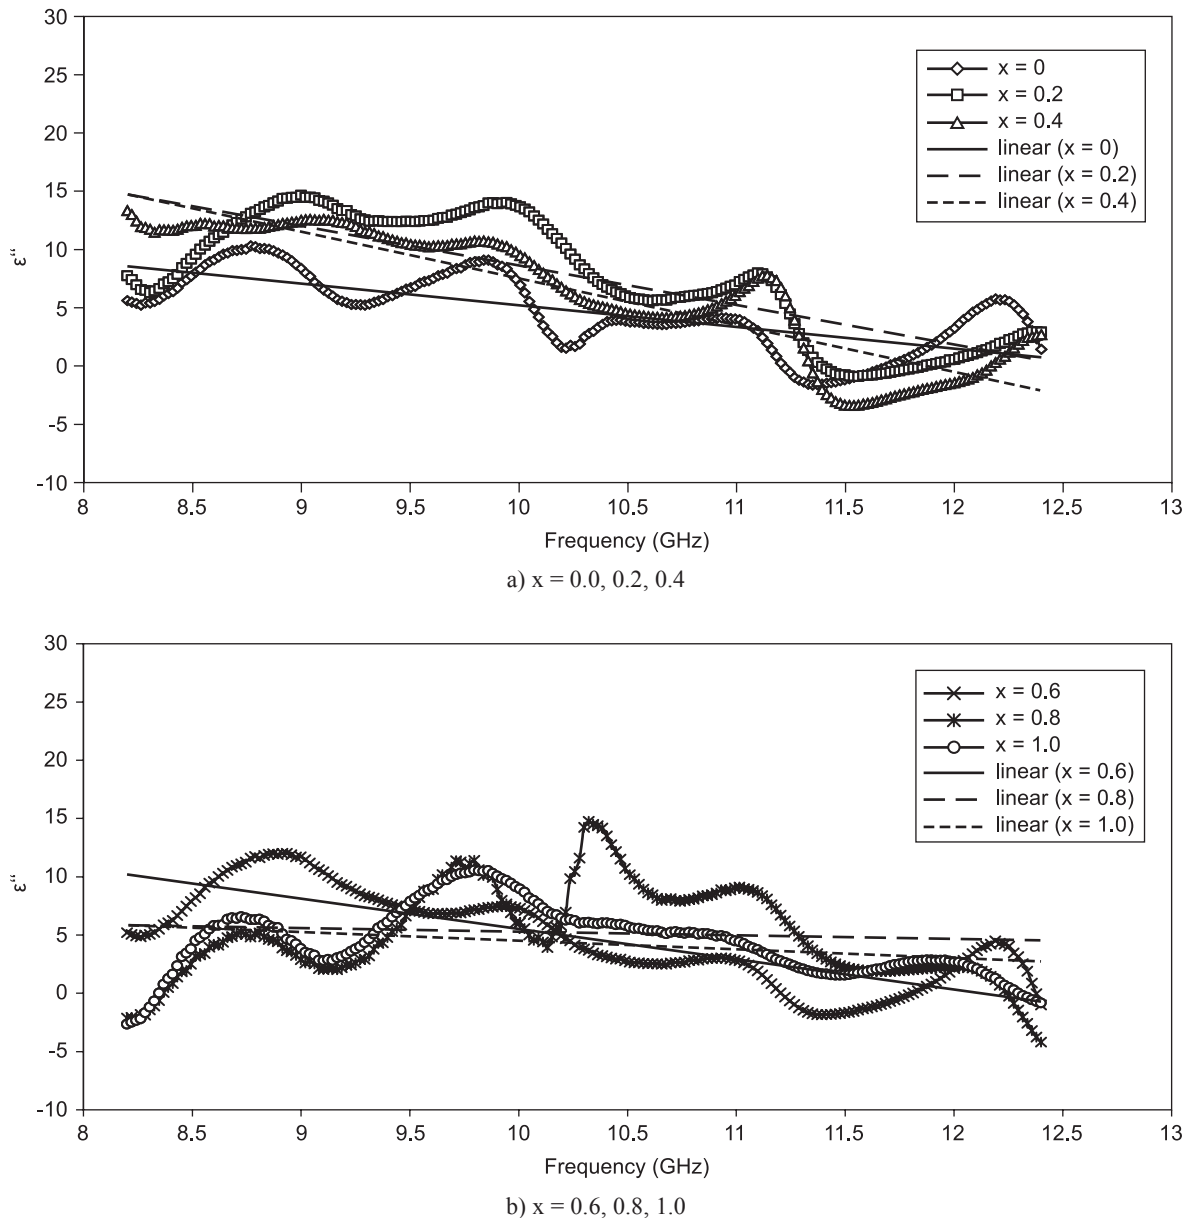 30
25
20
15
10
5
0
-5
-10
ε“
x = 0
x = 0.2
x = 0.4
linear (x = 0)
linear (x = 0.2)
linear (x = 0.4)
8 8.5 9 9.5 10 10.5 11 11.5 12 12.5 13
Frequency (GHz)
a) x = 0.0, 0.2, 0.4
30
25
20
15
10
5
0
-5
-10
ε“
x = 0.6
x = 0.8
x = 1.0
linear (x = 0.6)
linear (x = 0.8)
linear (x = 1.0)
8 8.5 9 9.5 10 10.5 11 11.5 12 12.5 13
Frequency (GHz)
b) x = 0.6, 0.8, 1.0